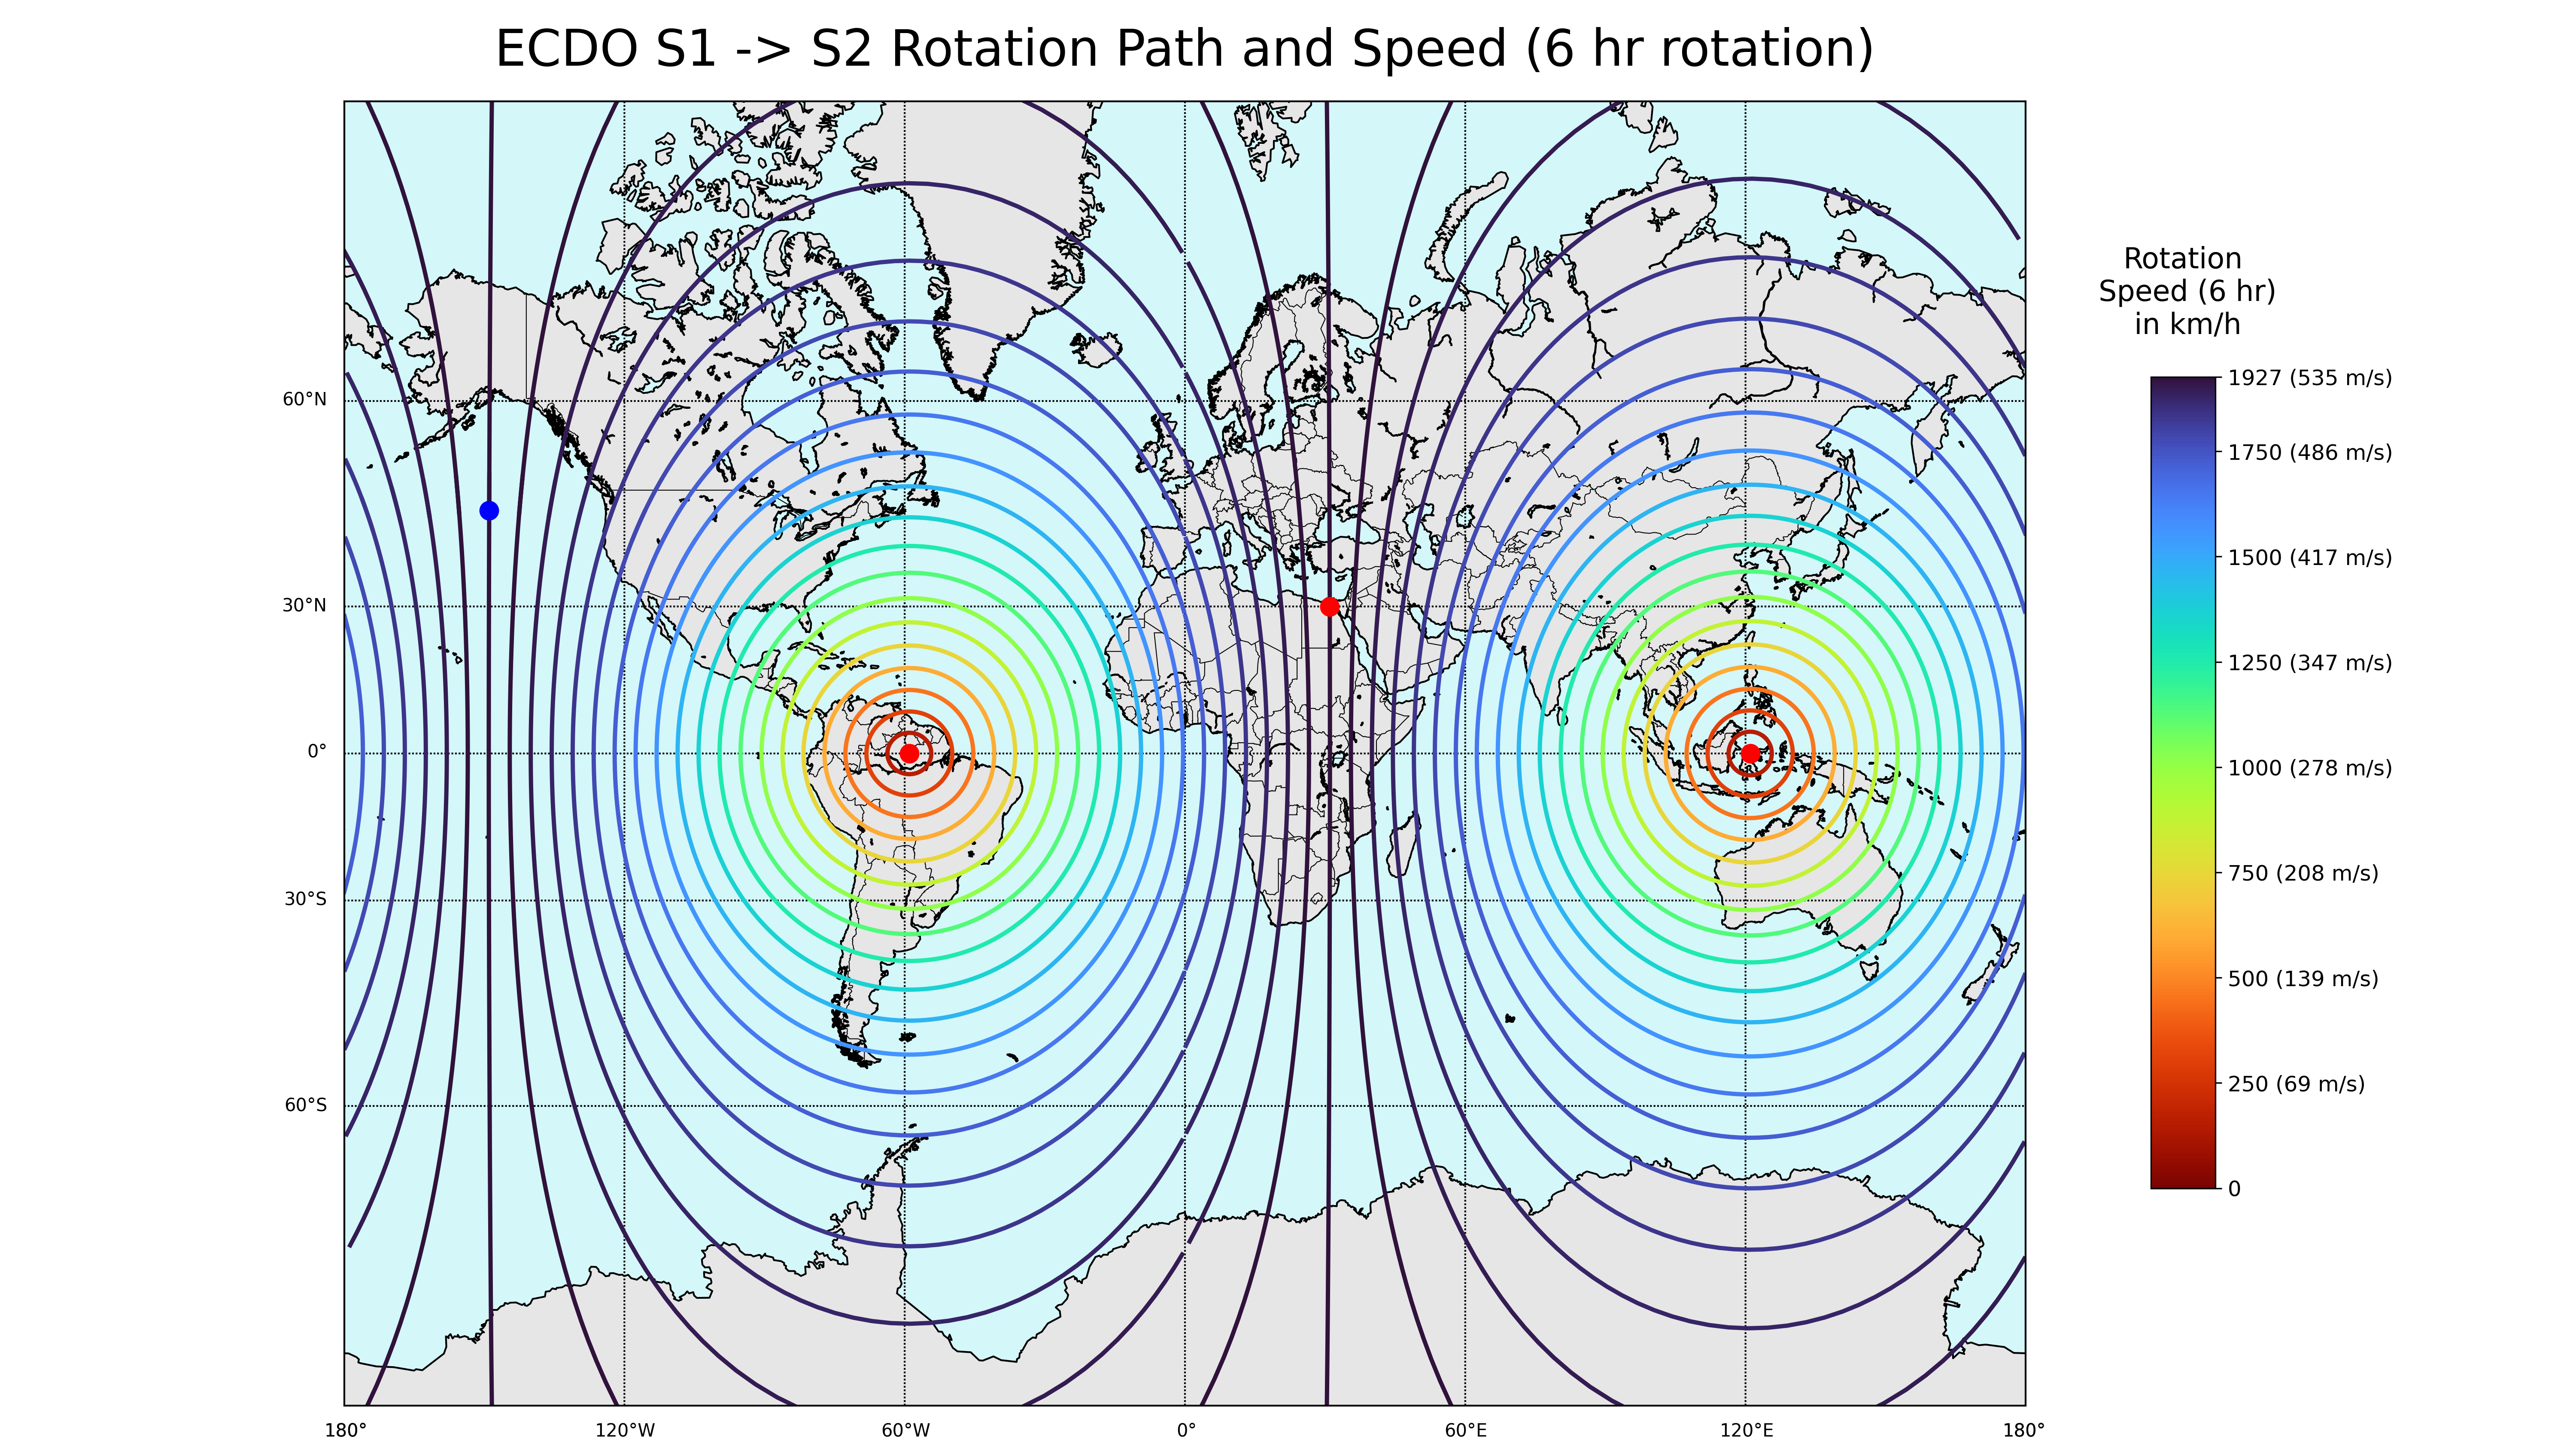 ECDO S1 -> S2 Rotation Path and Speed (6 hr rotation)
Rotation
Speed (6 hr)
in km/h
1927 (535 m/s)
1750 (486 m/s)
1500 (417 m/s)
1250 (347 m/s)
1000 (278 m/s)
750 (208 m/s)
500 (139 m/s)
250 (69 m/s)
0
60°N
30°N
0°
30°S
60°S
180°
120°W
60°W
0°
60°E
120°E
180°